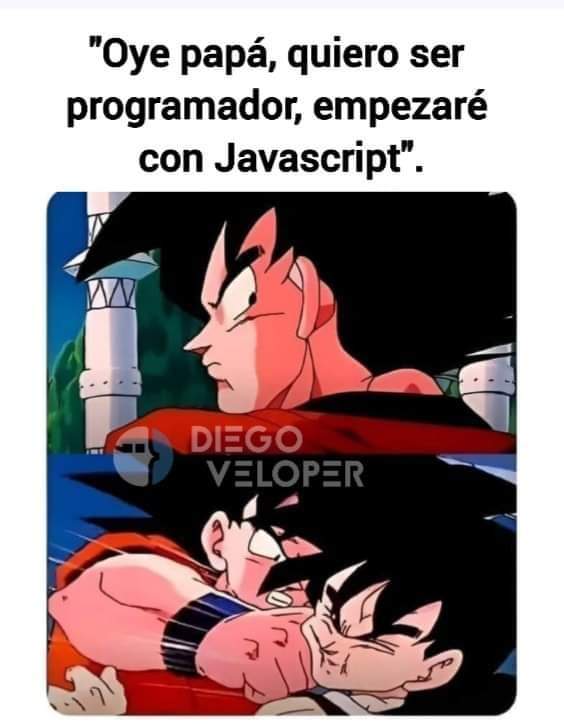 "Oye papá, quiero ser
programador, empezaré
con Javascript".
DIEGO
VELOPER